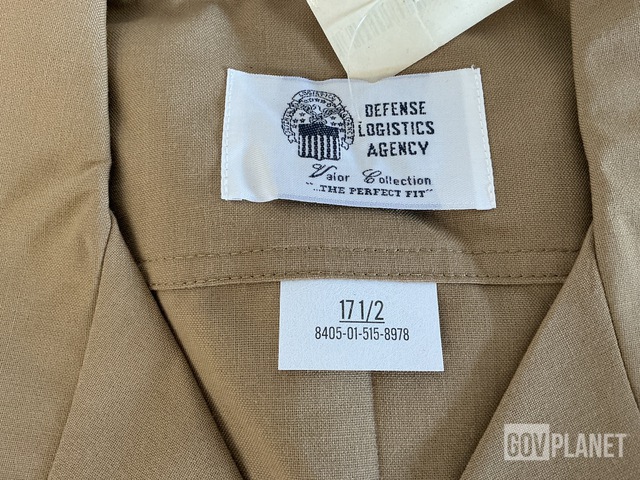 DEFENSE
LOGISTICS
AGENCY
Valor Collection
"...THE PERFECT FIT"
17 1/2
8405-01-515-8978
GOVPLANET